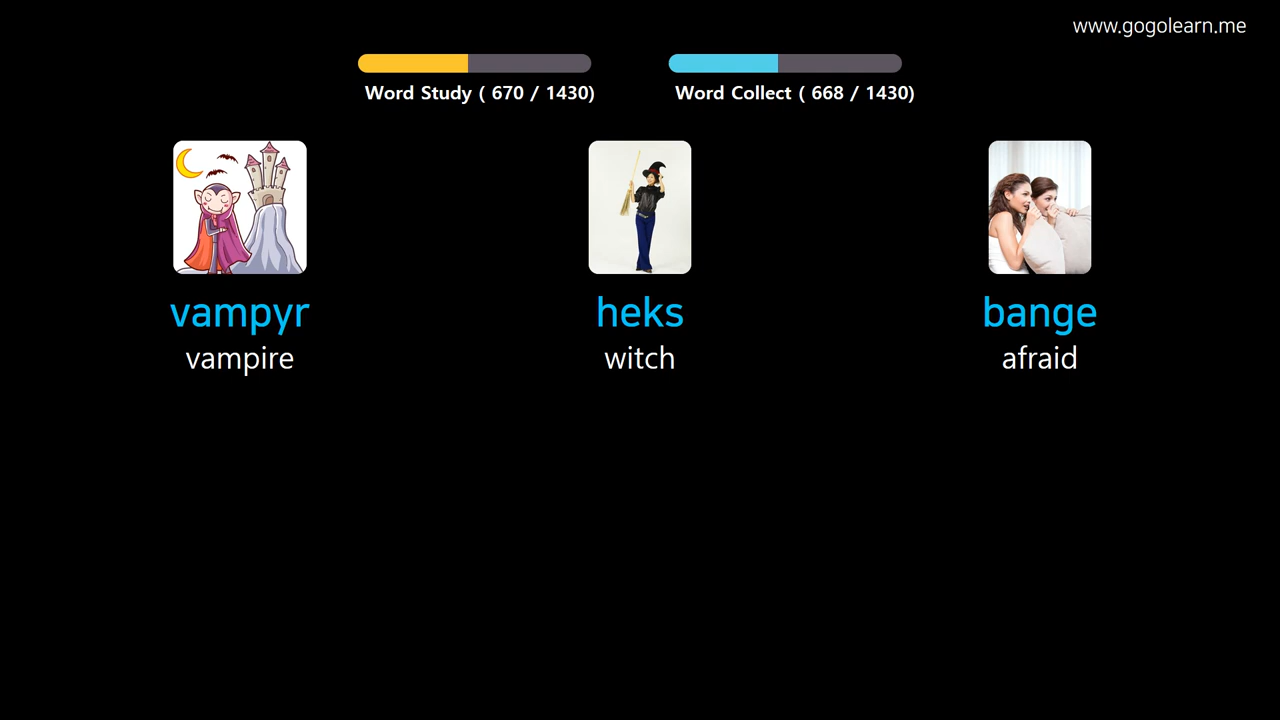 www.gogolearn.me
Word Study ( 670 / 1430)
Word Collect ( 668 / 1430)
vampyr
heks
bange
vampire
witch
afraid